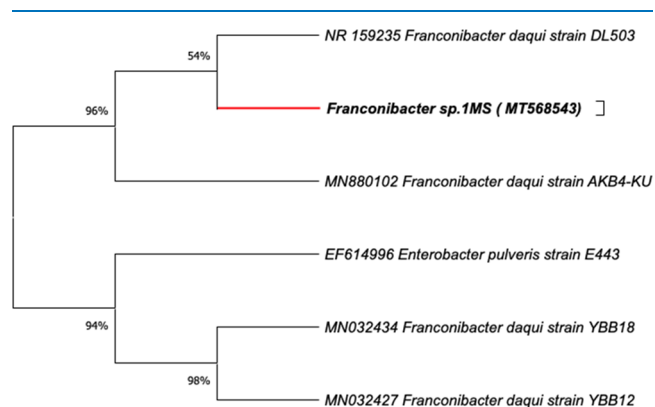 NR 159235 Franconibacter daqui strain DL503
54%
Franconibacter sp.1MS ( MT568543)
96%
MN880102 Franconibacter daqui strain AKB4-KU
EF614996 Enterobacter pulveris strain E443
94%
MN032434 Franconibacter daqui strain YBB18
98%
MN032427 Franconibacter daqui strain YBB12